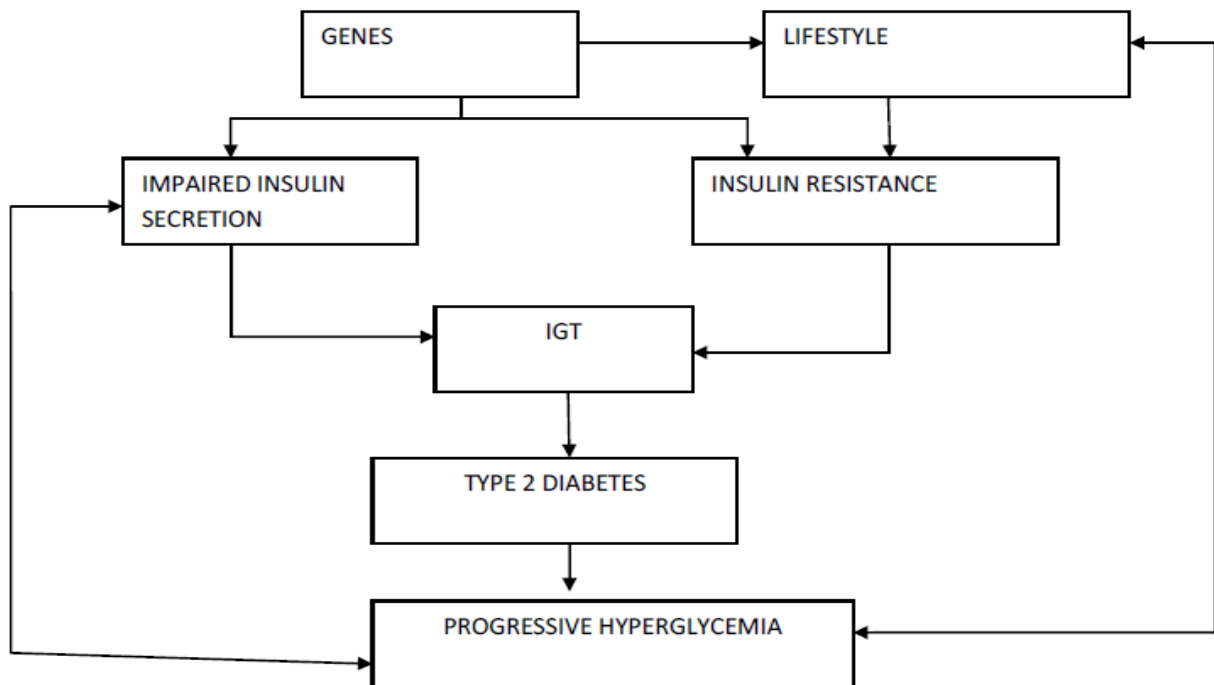 GENES
LIFESTYLE
IMPAIRED INSULIN
SECRETION
INSULIN RESISTANCE
IGT
TYPE 2 DIABETES
PROGRESSIVE HYPERGLYCEMIA